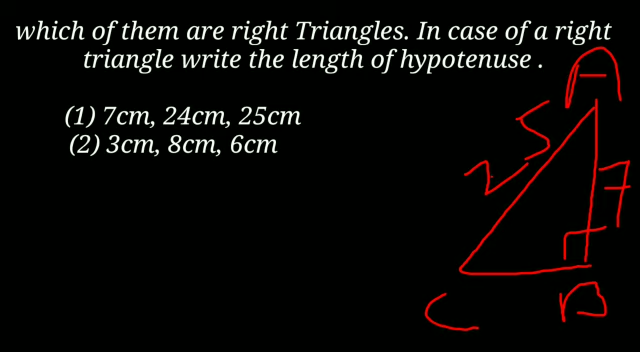 which of them are right Triangles. In case of a right
triangle write the length of hypotenuse .
(1) 7cm, 24cm, 25cm
(2) 3cm, 8cm, 6cm
A
25
7
C
B